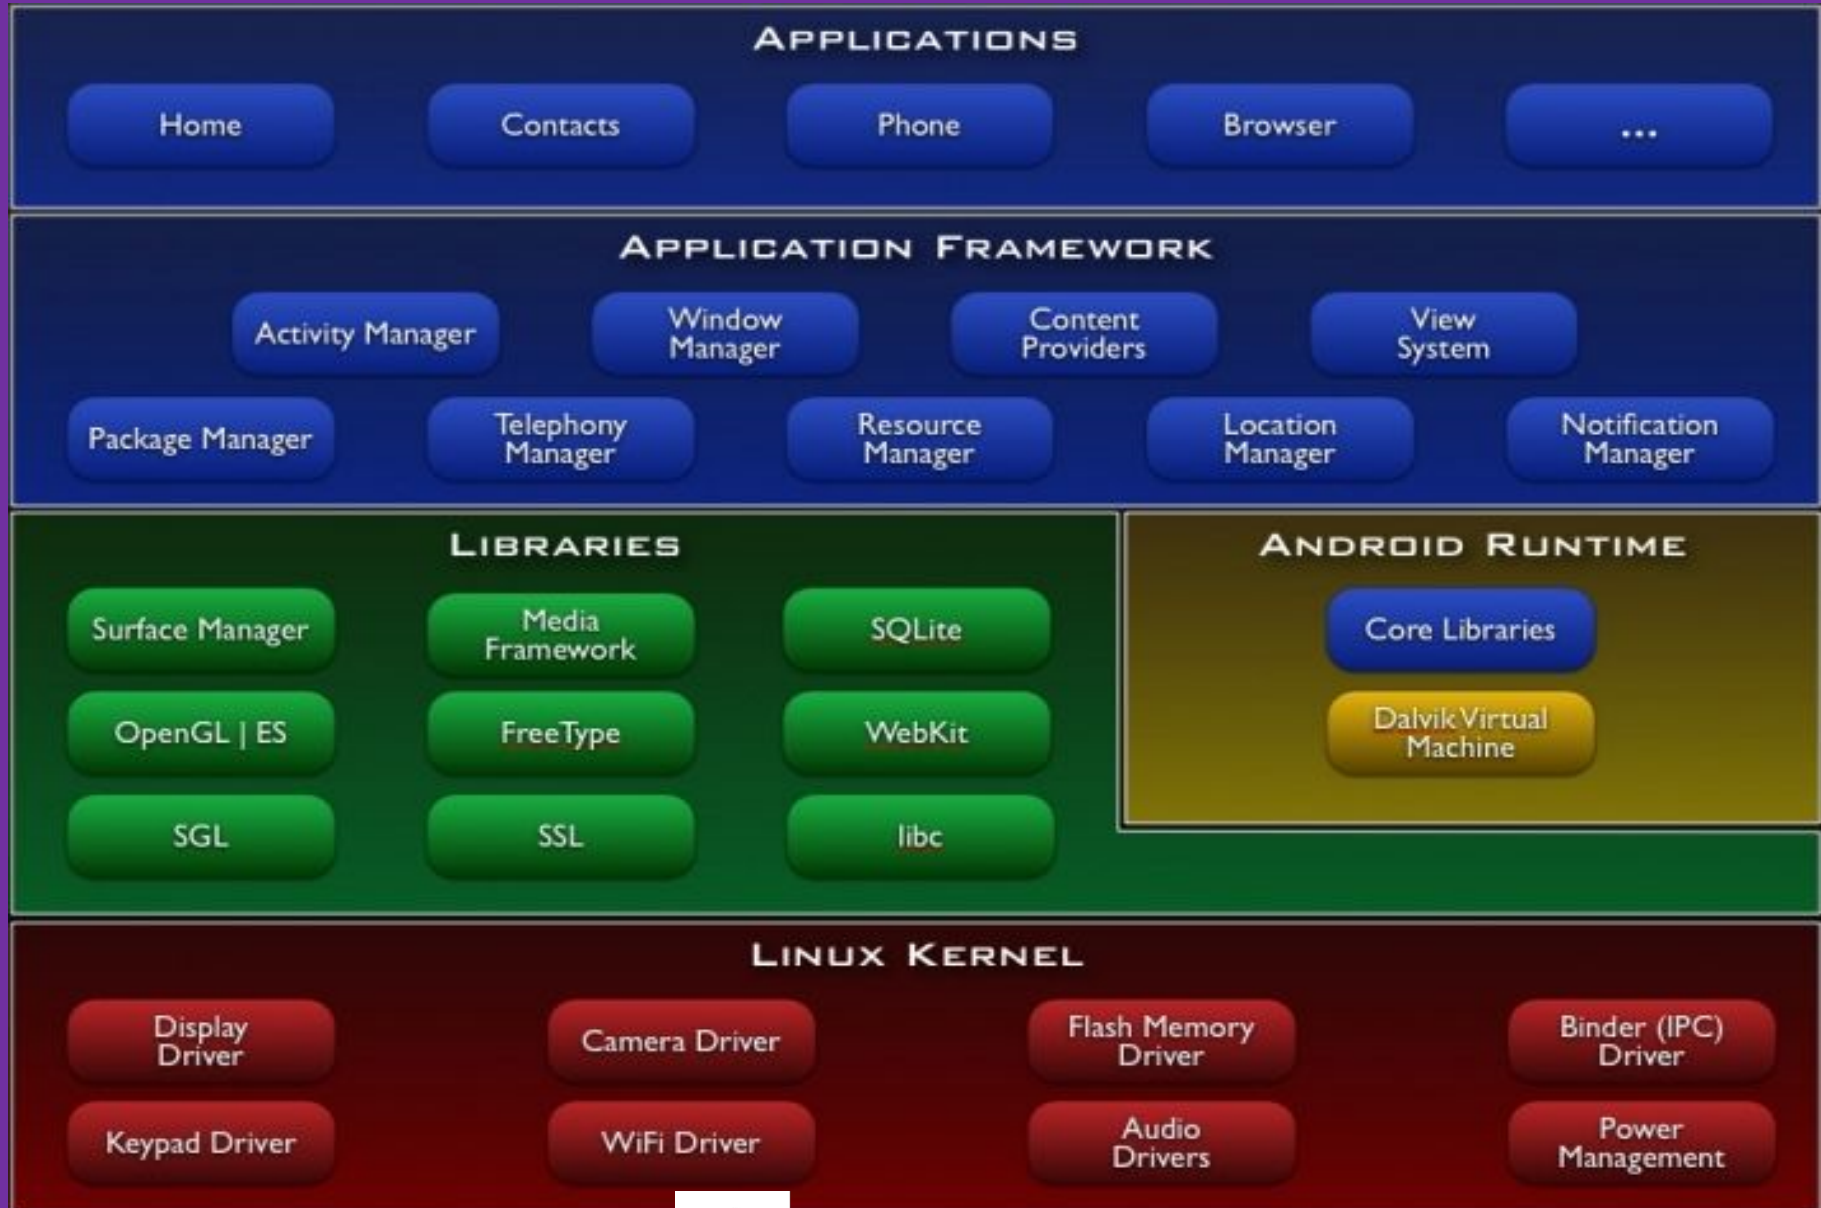 APPLICATIONS
Home
Contacts
Phone
Browser
...
APPLICATION FRAMEWORK
Activity Manager
Window
Manager
Content
Providers
View
System
Package Manager
Telephony
Manager
Resource
Manager
Location
Manager
Notification
Manager
LIBRARIES
Surface Manager
Media
Framework
SQLite
OpenGL | ES
FreeType
WebKit
SGL
SSL
libc
ANDROID RUNTIME
Core Libraries
Dalvik Virtual
Machine
LINUX KERNEL
Display
Driver
Camera Driver
Flash Memory
Driver
Binder (IPC)
Driver
Keypad Driver
WiFi Driver
Audio
Drivers
Power
Management